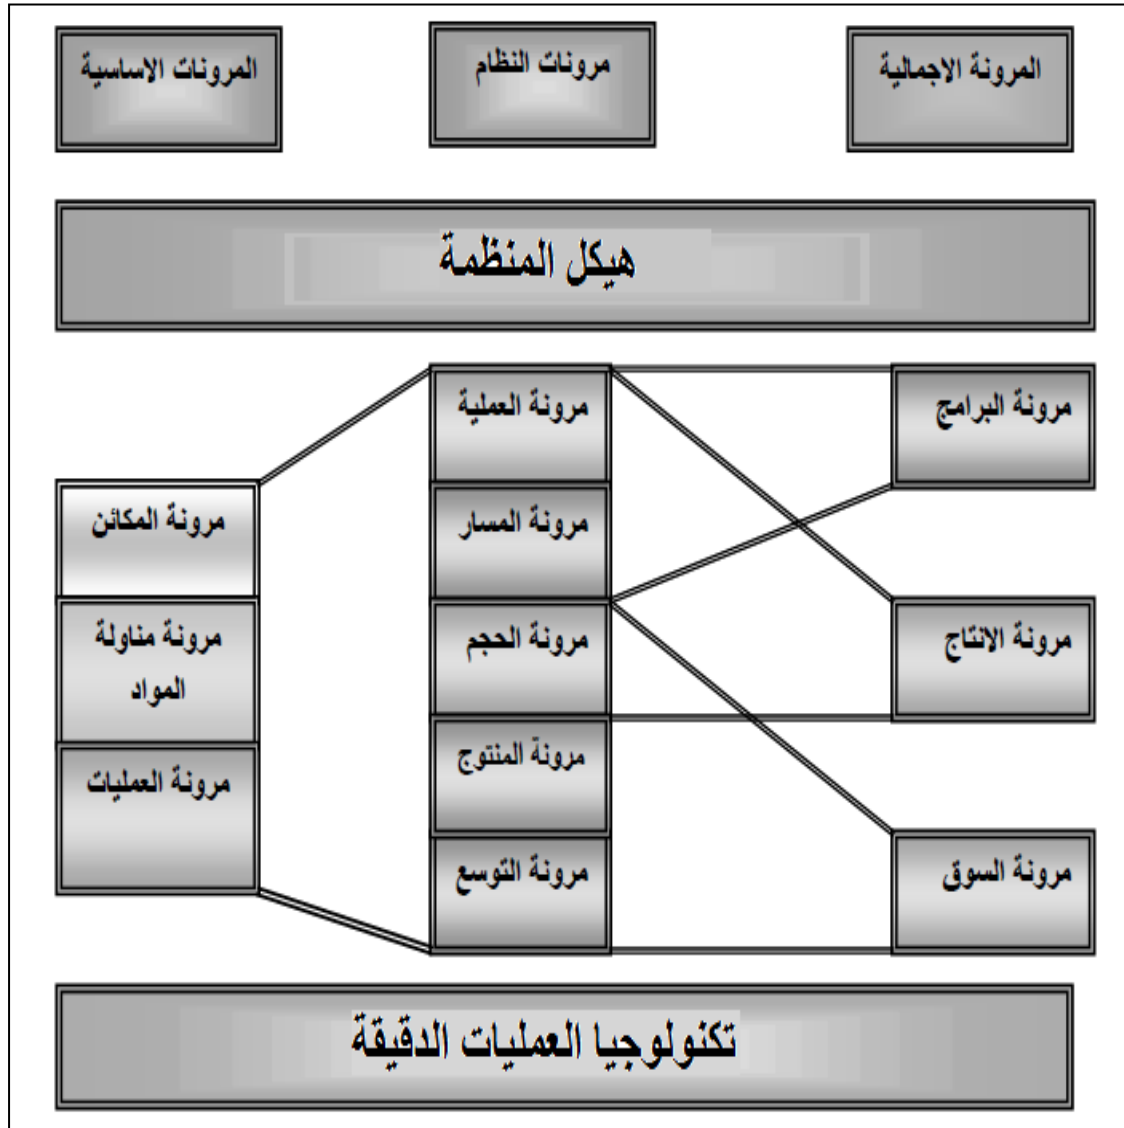 المرونة الاجمالية
مرونات النظام
المرونات الاساسية
هيكل المنظمة
مرونة البرامج
مرونة الانتاج
مرونة السوق
مرونة العملية
مرونة المسار
مرونة الحجم
مرونة المنتوج
مرونة التوسع
مرونة المكائن
مرونة مناولة
المواد
مرونة العمليات
تكنولوجيا العمليات الدقيقة